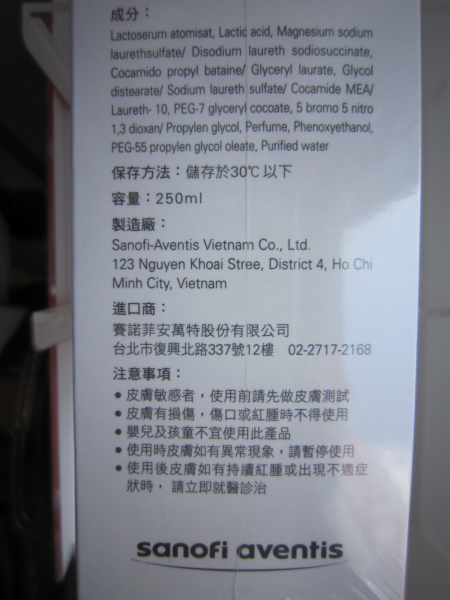 成分：
Lactoserum atomisat, Lactic acid, Magnesium sodium
laurethsulfate/ Disodium laureth sodiosuccinate,
Cocamido propyl bataine/ Glyceryl laurate, Glycol
distearate/ Sodium laureth sulfate/ Cocamide MEA/
Laureth- 10, PEG-7 glyceryl cocoate, 5 bromo 5 nitro
1,3 dioxan/ Propylen glycol, Perfume, Phenoxyethanol,
PEG-55 propylen glycol oleate, Purified water
保存方法：儲存於30℃以下
容量：250ml
製造廠：
Sanofi-Aventis Vietnam Co., Ltd.
123 Nguyen Khoai Stree, District 4, Ho Chi
Minh City, Vietnam
進口商：
賽諾菲安萬特股份有限公司
台北市復興北路337號12樓 02-2717-2168
注意事項：
• 皮膚敏感者，使用前請先做皮膚測試
• 皮膚有損傷，傷口或紅腫時不得使用
• 嬰兒及孩童不宜使用此產品
• 使用時皮膚如有異常現象，請暫停使用
• 使用後皮膚如有持續紅腫或出現不適症
狀時，請立即就醫診治
sanofi aventis